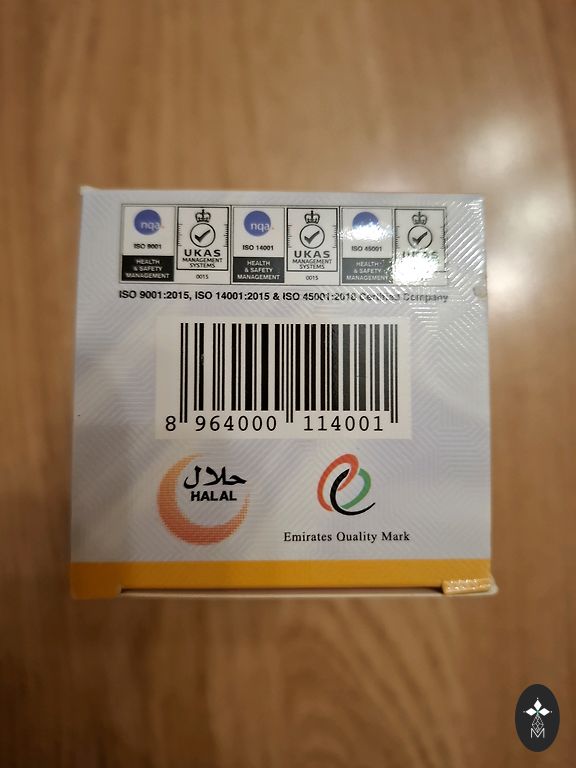 nqa. nqa. nqa.
ISO 9001 ISO 14001 ISO 45001
UKAS UKAS UKAS
MANAGEMENT SYSTEMS MANAGEMENT SYSTEMS
HEALTH & SAFETY MANAGEMENT HEALTH & SAFETY MANAGEMENT HEALTH & SAFETY MANAGEMENT
0015 0015
ISO 9001:2015, ISO 14001:2015 & ISO 45001:2018 Certified Company
8 964000 114001
حلال
HALAL
Emirates Quality Mark